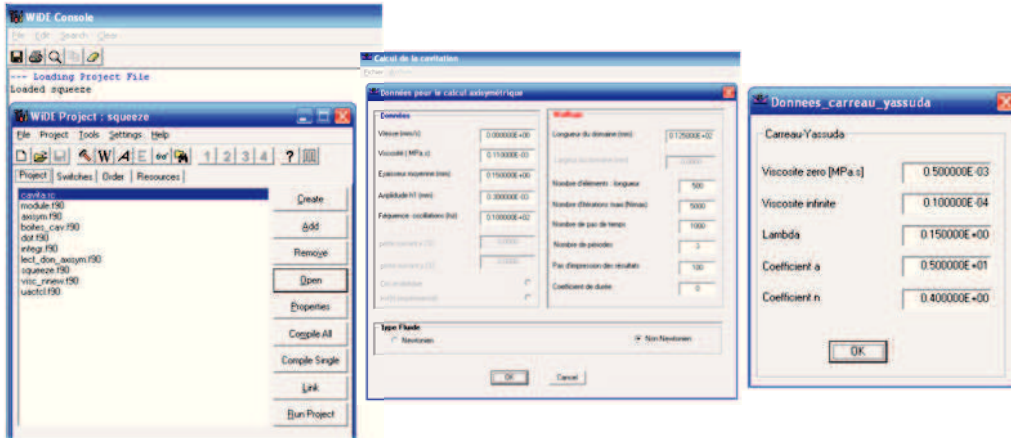 WiDE Console
File Edit Search Clear
--- Loading Project File
Loaded squeeze
WiDE Project : squeeze
File Project Tools Settings Help
W A E 1 2 3 4 ?
Project Switches Order Resources
cavita.rc
module.f90
axisym.f90
boites_cav.f90
dot.f90
integr.f90
lect_don_axisym.f90
squeeze.f90
visc_nnew.f90
uactcl.f90
Create
Add
Remove
Open
Properties
Compile All
Compile Single
Link
Run Project
Calcul de la cavitation
Données pour le calcul axisymétrique
Données
Vitesse (mm/s) 0.000000E+00
Viscosité (MPa.s) 0.110000E-03
Epaisseur moyenne (mm) 0.150000E+00
Amplitude h1 (mm) 0.300000E-03
Fréquence oscillations (hz) 0.100000E+02
Maillage
Longueur du domaine (mm) 0.125000E+02
Nombre d'éléments : longueur 500
Nombre d'itérations maxi (Nimax) 5000
Nombre de pas de temps 1000
Nombre de périodes 3
Pas d'impression des résultats 100
Coefficient de durée 0
Type Fluide
Newtonien Non Newtonien
OK Cancel
Donnees_carreau_yassuda
Carreau-Yassuda
Viscosite zero [MPa.s] 0.500000E-03
Viscosite infinite 0.100000E-04
Lambda 0.150000E+00
Coefficient a 0.500000E+01
Coefficient n 0.400000E+00
OK